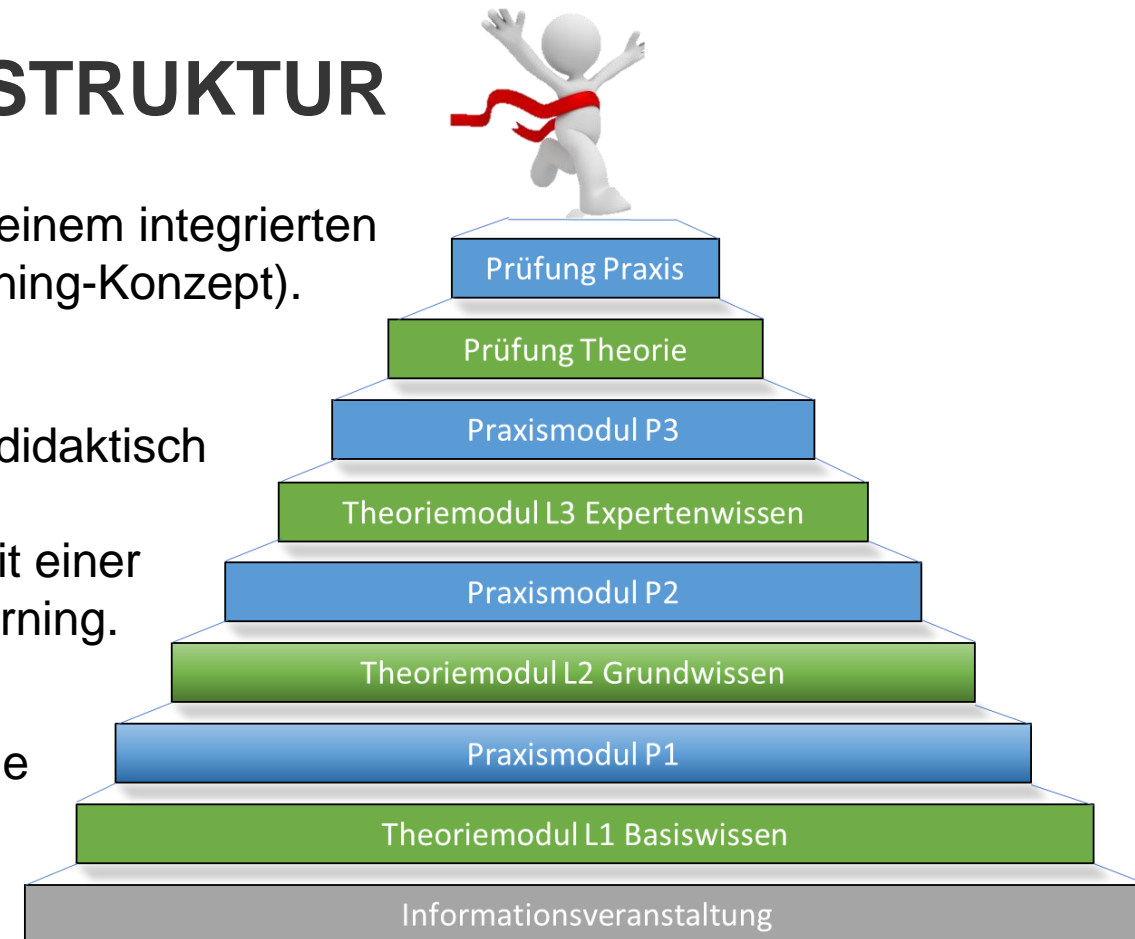 STRUKTUR
einem integrierten
ning-Konzept).
didaktisch
it einer
rning.
e
Prüfung Praxis
Prüfung Theorie
Praxismodul P3
Theoriemodul L3 Expertenwissen
Praxismodul P2
Theoriemodul L2 Grundwissen
Praxismodul P1
Theoriemodul L1 Basiswissen
Informationsveranstaltung